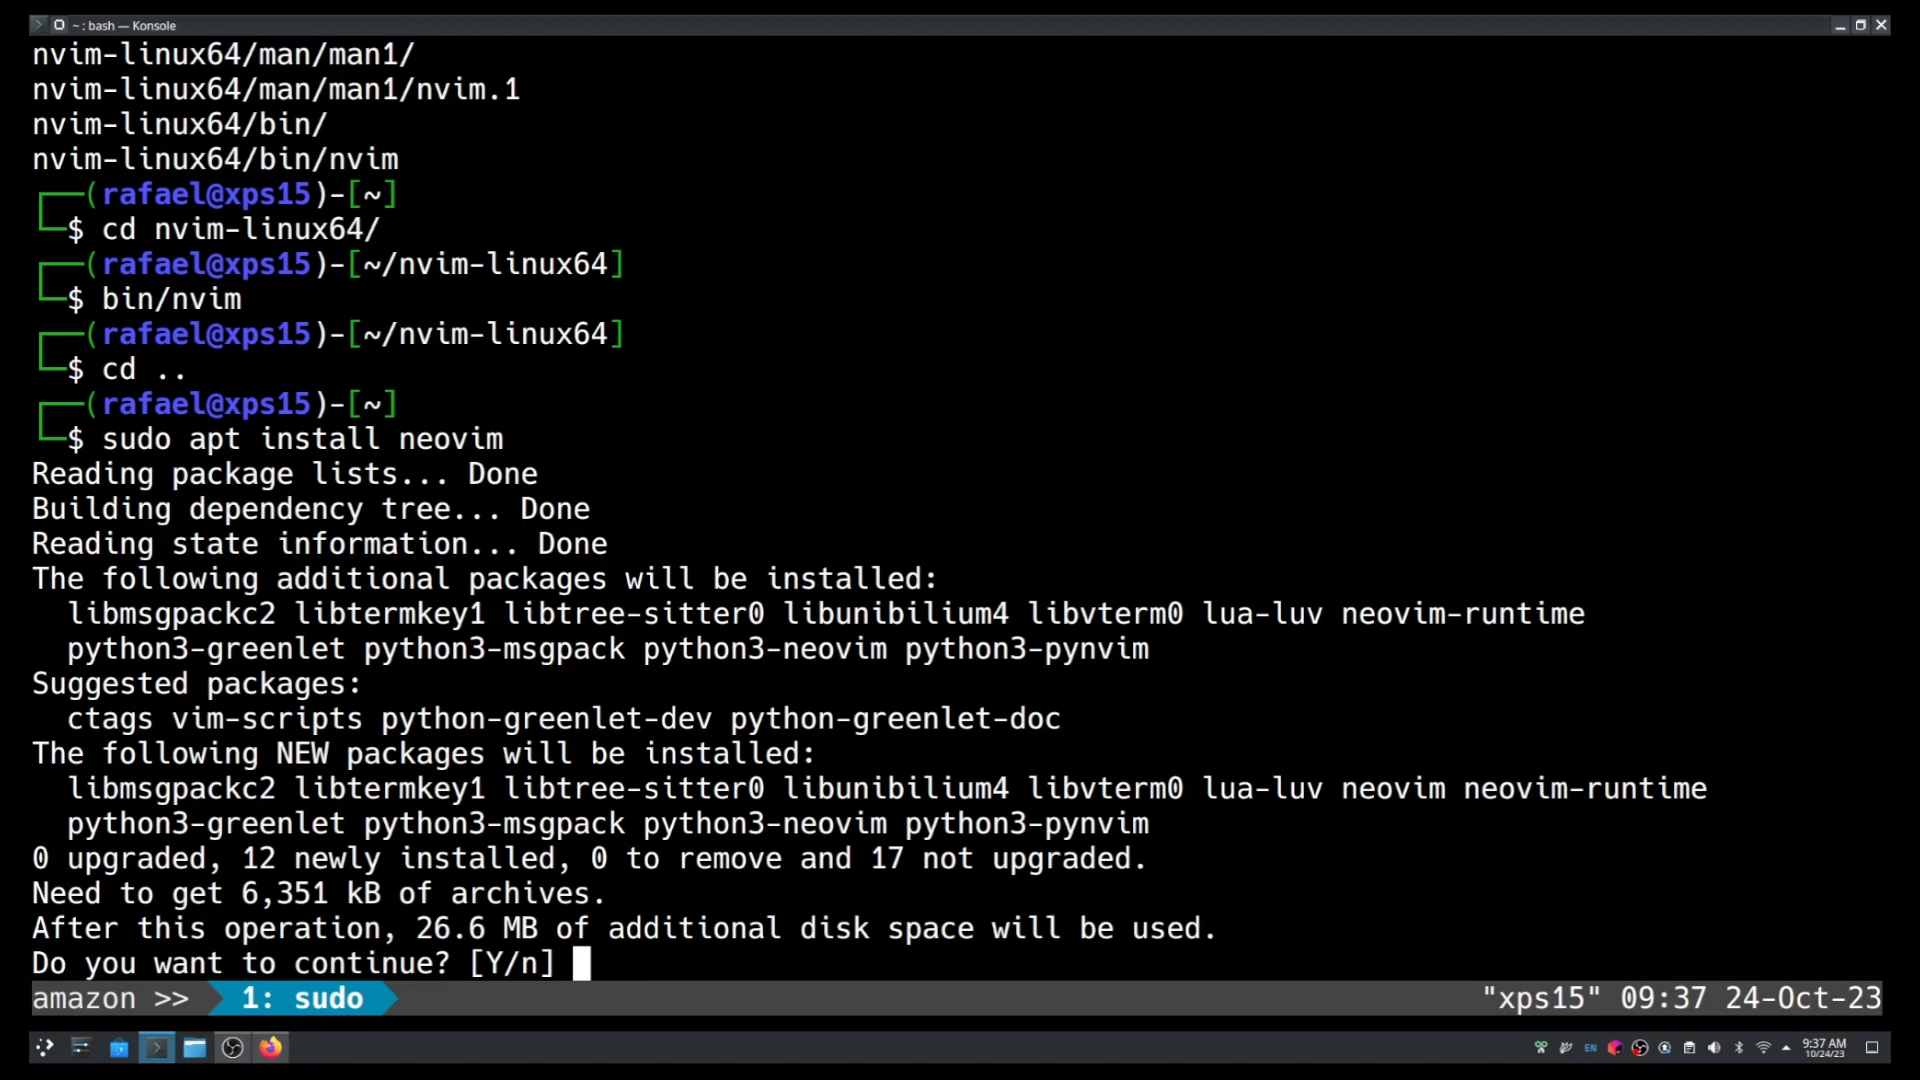 ~ : bash — Konsole
nvim-linux64/man/man1/
nvim-linux64/man/man1/nvim.1
nvim-linux64/bin/
nvim-linux64/bin/nvim
┌──(rafael@xps15)-[~]
└─$ cd nvim-linux64/
┌──(rafael@xps15)-[~/nvim-linux64]
└─$ bin/nvim
┌──(rafael@xps15)-[~/nvim-linux64]
└─$ cd ..
┌──(rafael@xps15)-[~]
└─$ sudo apt install neovim
Reading package lists... Done
Building dependency tree... Done
Reading state information... Done
The following additional packages will be installed:
  libmsgpackc2 libtermkey1 libtree-sitter0 libunibilium4 libvterm0 lua-luv neovim-runtime
  python3-greenlet python3-msgpack python3-neovim python3-pynvim
Suggested packages:
  ctags vim-scripts python-greenlet-dev python-greenlet-doc
The following NEW packages will be installed:
  libmsgpackc2 libtermkey1 libtree-sitter0 libunibilium4 libvterm0 lua-luv neovim neovim-runtime
  python3-greenlet python3-msgpack python3-neovim python3-pynvim
0 upgraded, 12 newly installed, 0 to remove and 17 not upgraded.
Need to get 6,351 kB of archives.
After this operation, 26.6 MB of additional disk space will be used.
Do you want to continue? [Y/n]
amazon >> 1: sudo "xps15" 09:37 24-Oct-23
EN 9:37 AM
10/24/23